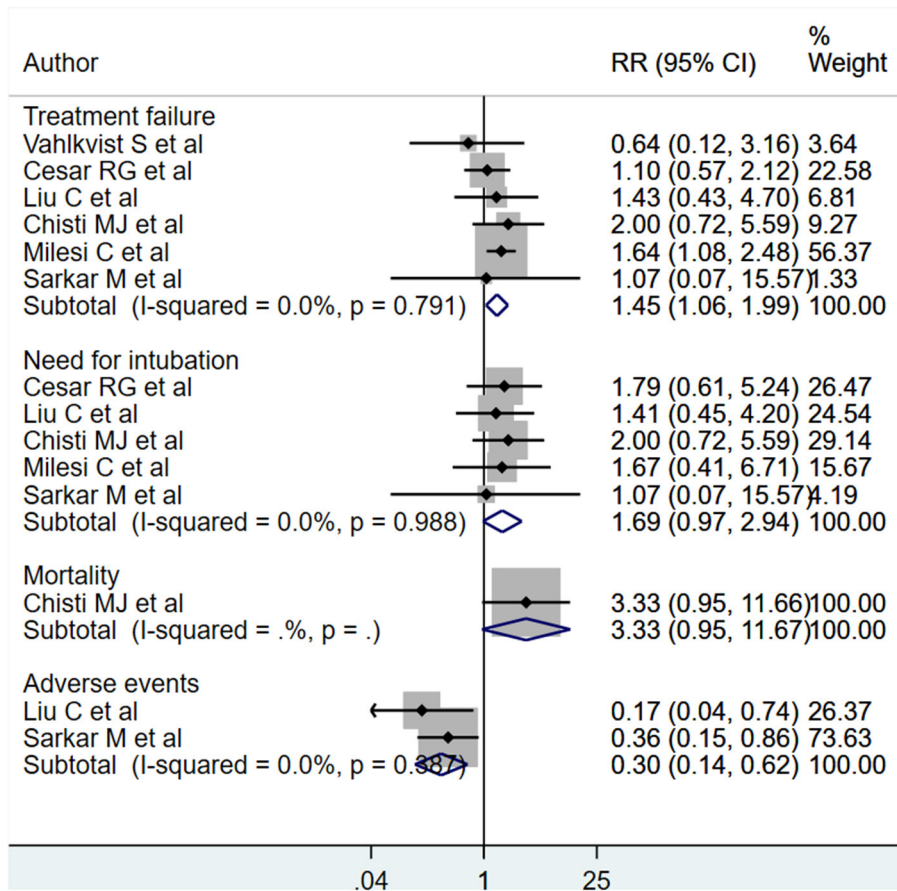 %
Author RR (95% CI) Weight
Treatment failure
Vahlkvist S et al 0.64 (0.12, 3.16) 3.64
Cesar RG et al 1.10 (0.57, 2.12) 22.58
Liu C et al 1.43 (0.43, 4.70) 6.81
Chisti MJ et al 2.00 (0.72, 5.59) 9.27
Milesi C et al 1.64 (1.08, 2.48) 56.37
Sarkar M et al 1.07 (0.07, 15.57) 1.33
Subtotal (I-squared = 0.0%, p = 0.791) 1.45 (1.06, 1.99) 100.00
Need for intubation
Cesar RG et al 1.79 (0.61, 5.24) 26.47
Liu C et al 1.41 (0.45, 4.20) 24.54
Chisti MJ et al 2.00 (0.72, 5.59) 29.14
Milesi C et al 1.67 (0.41, 6.71) 15.67
Sarkar M et al 1.07 (0.07, 15.57) 4.19
Subtotal (I-squared = 0.0%, p = 0.988) 1.69 (0.97, 2.94) 100.00
Mortality
Chisti MJ et al 3.33 (0.95, 11.66) 100.00
Subtotal (I-squared = .%, p = .) 3.33 (0.95, 11.67) 100.00
Adverse events
Liu C et al 0.17 (0.04, 0.74) 26.37
Sarkar M et al 0.36 (0.15, 0.86) 73.63
Subtotal (I-squared = 0.0%, p = 0.387) 0.30 (0.14, 0.62) 100.00
.04 1 25